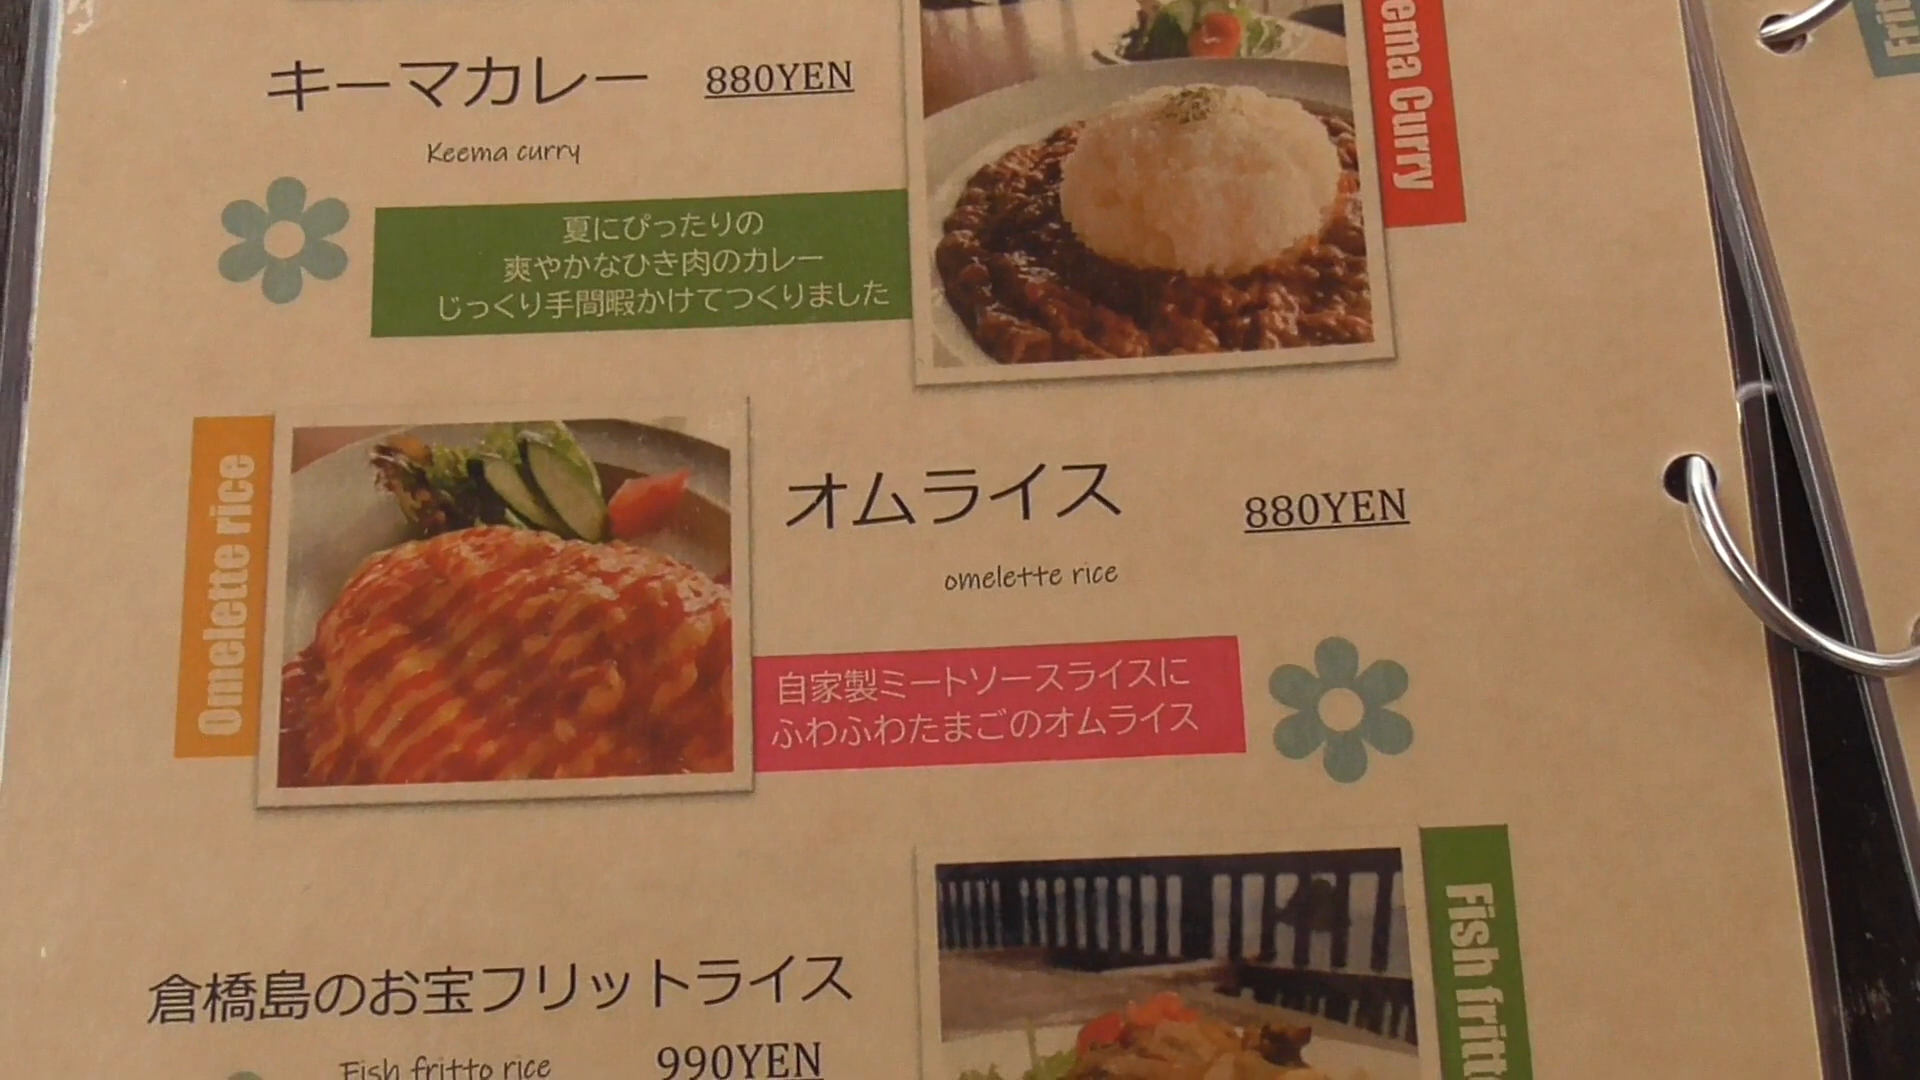 キーマカレー 880YEN
Keema curry
夏にぴったりの
爽やかなひき肉のカレー
じっくり手間暇かけてつくりました
Curry
Omelette rice
オムライス 880YEN
omelette rice
自家製ミートソースライスに
ふわふわたまごのオムライス
倉橋島のお宝フリットライス
Fish fritto rice 990YEN
Fish